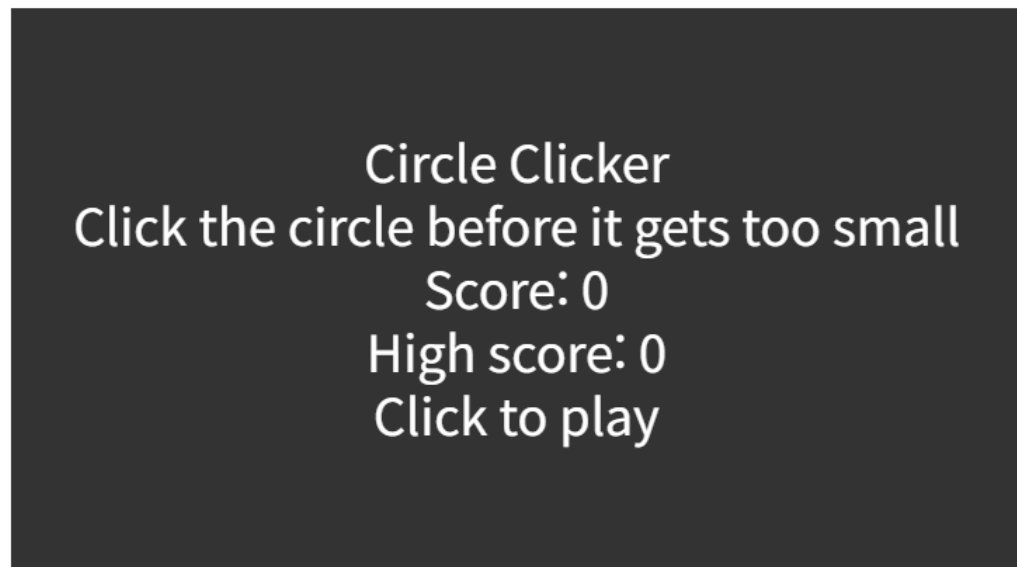 Circle Clicker
Click the circle before it gets too small
Score: 0
High score: 0
Click to play